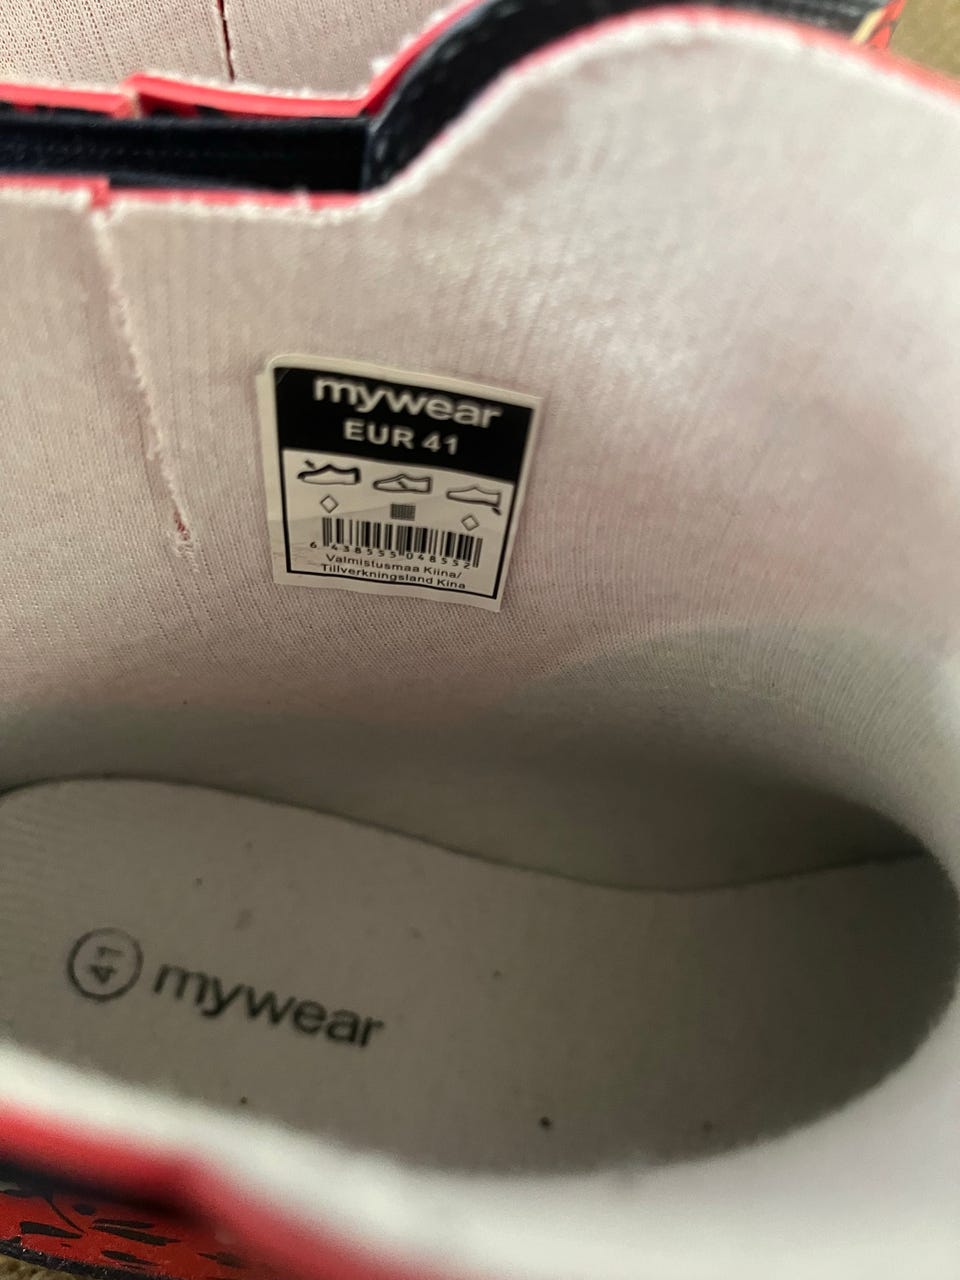 mywear
EUR 41
6 438555 048552
Valmistusmaa Kiina/
Tillverkningsland Kina
41 mywear